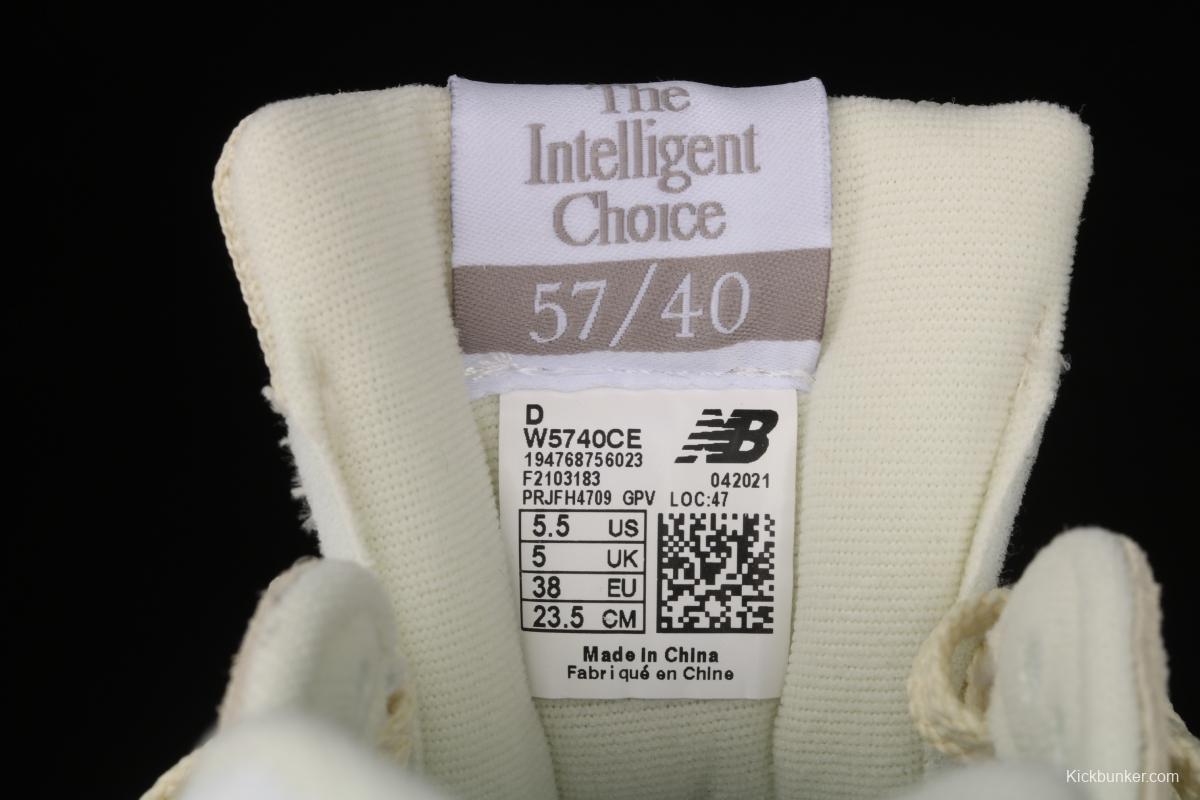 The
Intelligent
Choice
57/40
D
W5740CE
NB
194768756023
F2103183 042021
PRJFH4709 GPV LOC:47
5.5 US
5 UK
38 EU
23.5 CM
Made In China
Fabriqué en Chine
Kickbunker.com